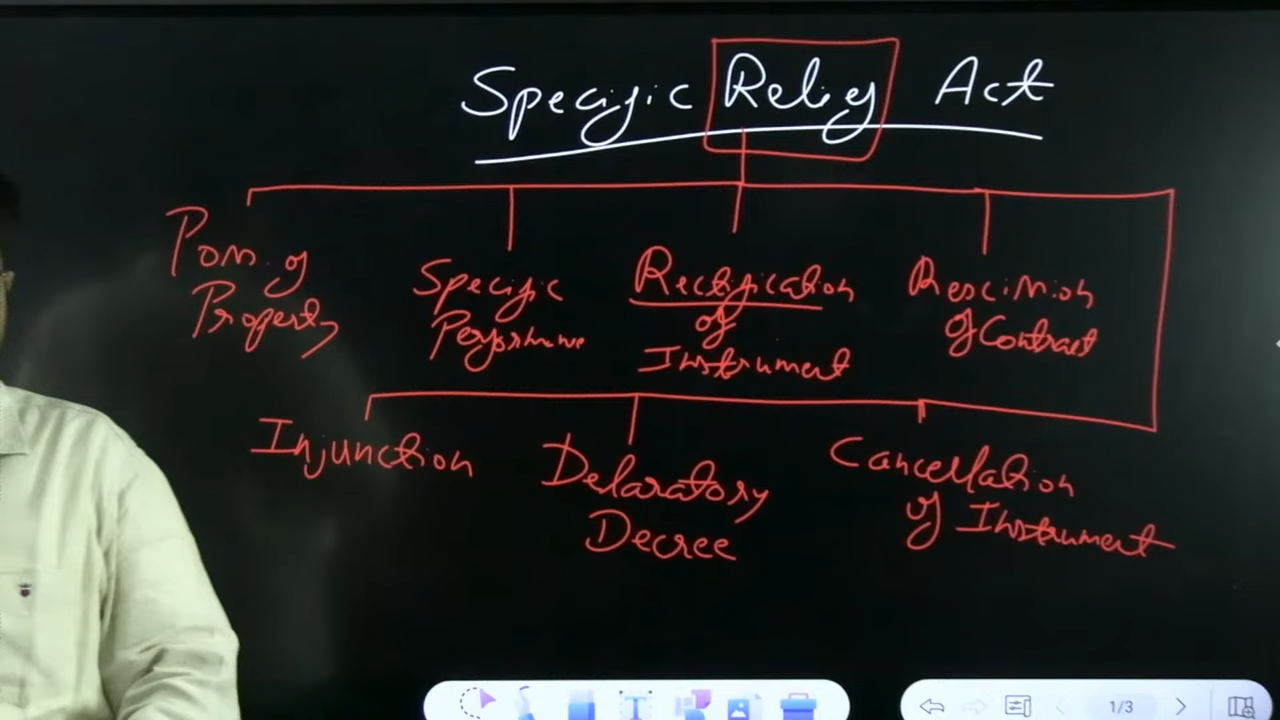 Specific Relief Act
Poss. of
Property
Specific
Performance
Rectification
of
Instrument
Rescission
of Contract
Injunction
Delaratory
Decree
Cancellation
of Instrument
T
1/3